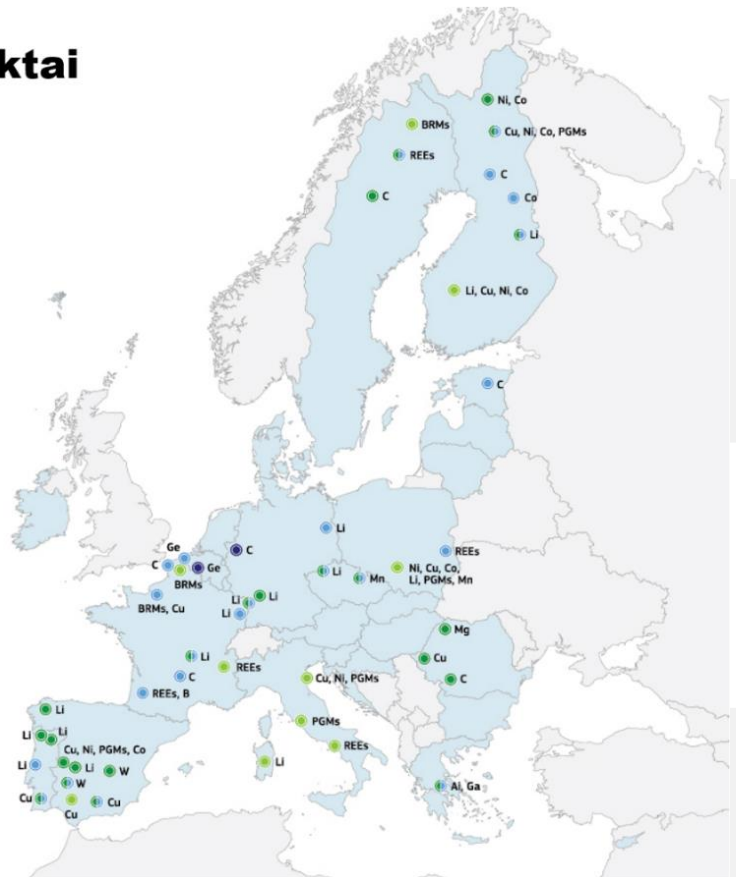 ktai
Ni, Co
BRMs
Cu, Ni, Co, PGMs
REEs
C
C
Co
Li
Li, Cu, Ni, Co
C
Li
Ge
C
REEs
C
Ge
BRMs
Li
Mn
Ni, Cu, Co,
Li, PGMs, Mn
BRMs, Cu
Li
Li
Li
Mg
Li
Cu
REEs
C
Cu, Ni, PGMs
C
REEs, B
Li
PGMs
Li
Li
REEs
Cu, Ni, PGMs, Co
Li
Li
Li
W
W
Al, Ga
Cu
Cu
Cu